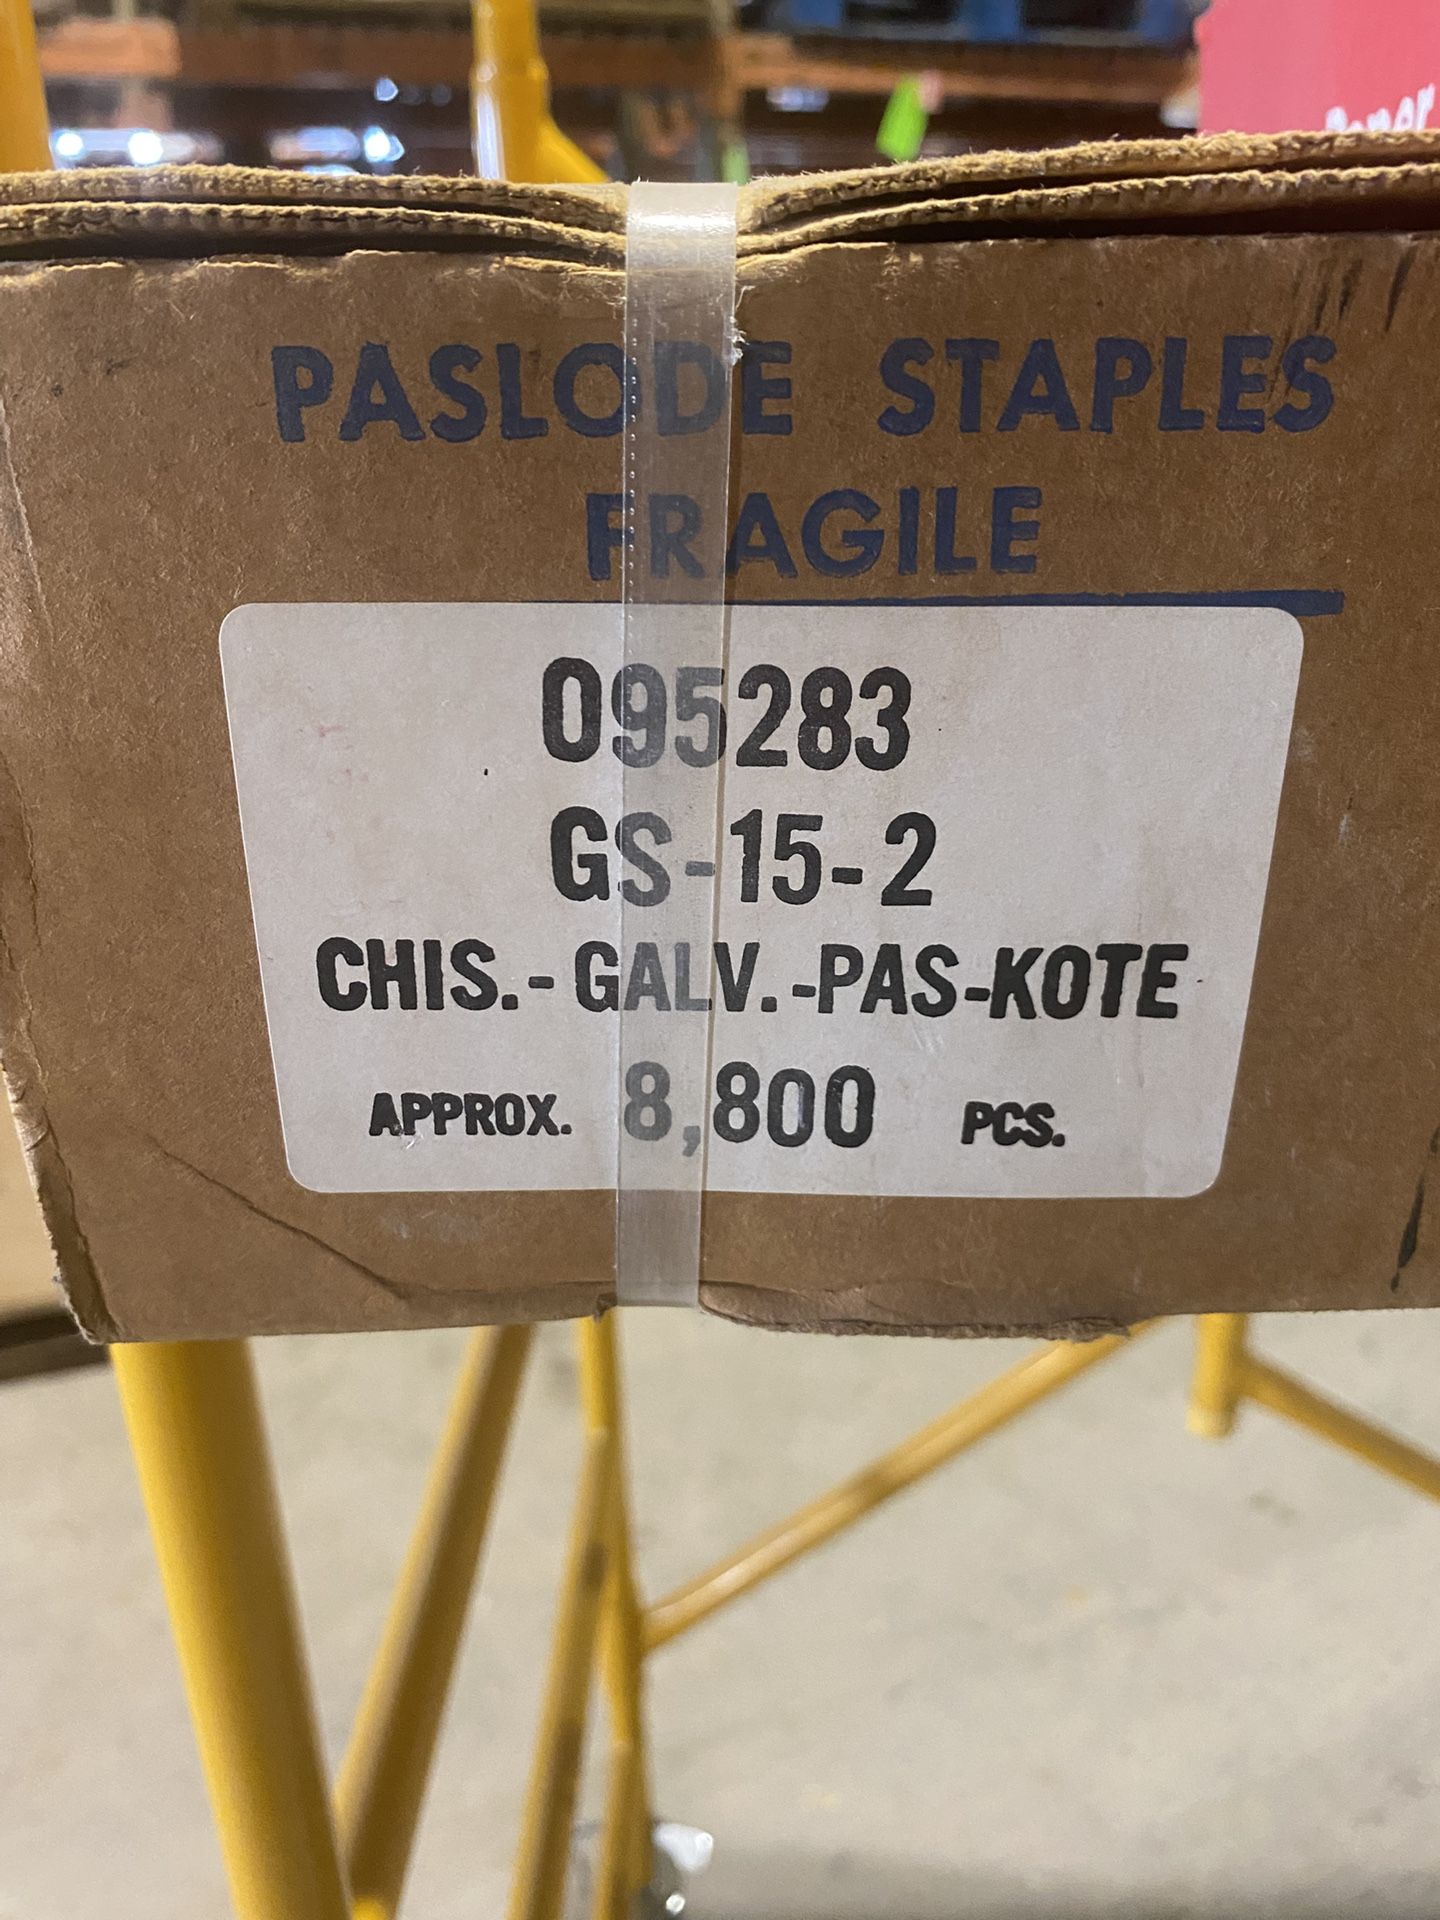 PASLODE STAPLES
FRAGILE
095283
GS-15-2
CHIS.-GALV.-PAS-KOTE
APPROX. 8,800 PCS.